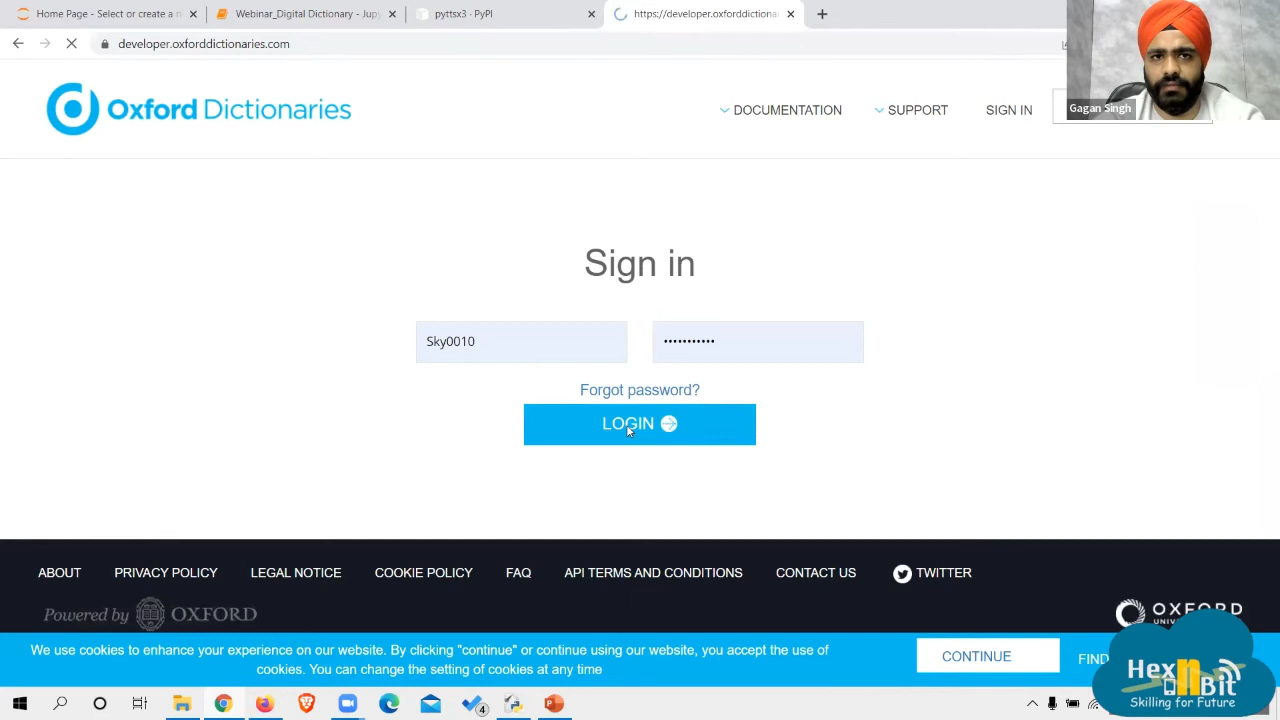 Home Page - Select or create a n
Webinar_Digital Dictionary - Jup
pyttsx3 · PyPI
https://developer.oxforddictiona
developer.oxforddictionaries.com
Gagan Singh
Oxford Dictionaries
DOCUMENTATION
SUPPORT
SIGN IN
Sign in
Sky0010
•••••••••••
Forgot password?
LOGIN
ABOUT
PRIVACY POLICY
LEGAL NOTICE
COOKIE POLICY
FAQ
API TERMS AND CONDITIONS
CONTACT US
TWITTER
Powered by OXFORD
OXFORD
We use cookies to enhance your experience on our website. By clicking "continue" or continue using our website, you accept the use of
cookies. You can change the setting of cookies at any time
CONTINUE
FIND
HexnBit
Skilling for Future
4